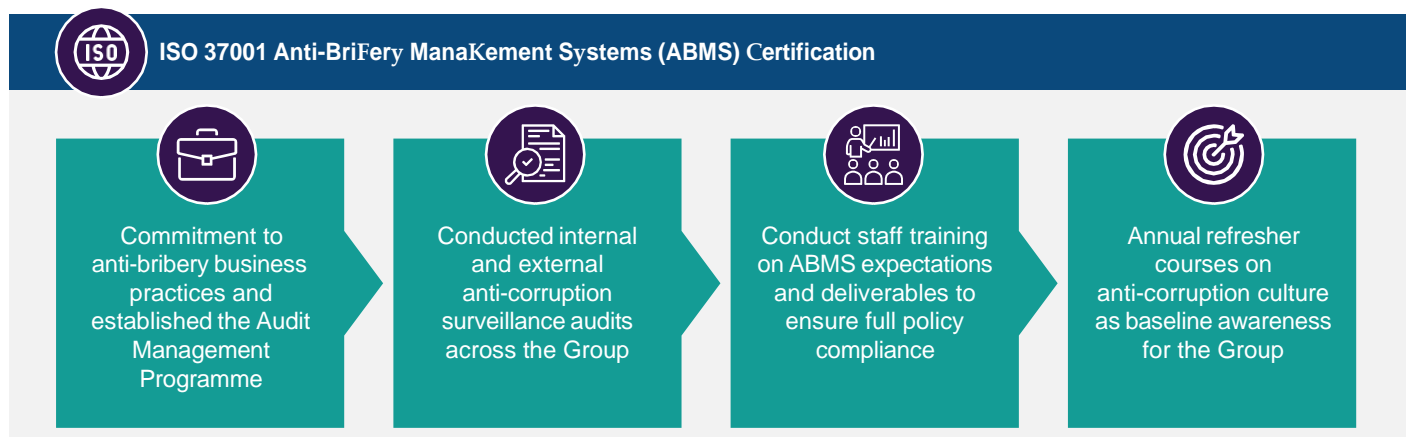 ISO
ISO 37001 Anti-BriFery ManaKement Systems (ABMS) Certification
Commitment to
anti-bribery business
practices and
established the Audit
Management
Programme
Conducted internal
and external
anti-corruption
surveillance audits
across the Group
Conduct staff training
on ABMS expectations
and deliverables to
ensure full policy
compliance
Annual refresher
courses on
anti-corruption culture
as baseline awareness
for the Group